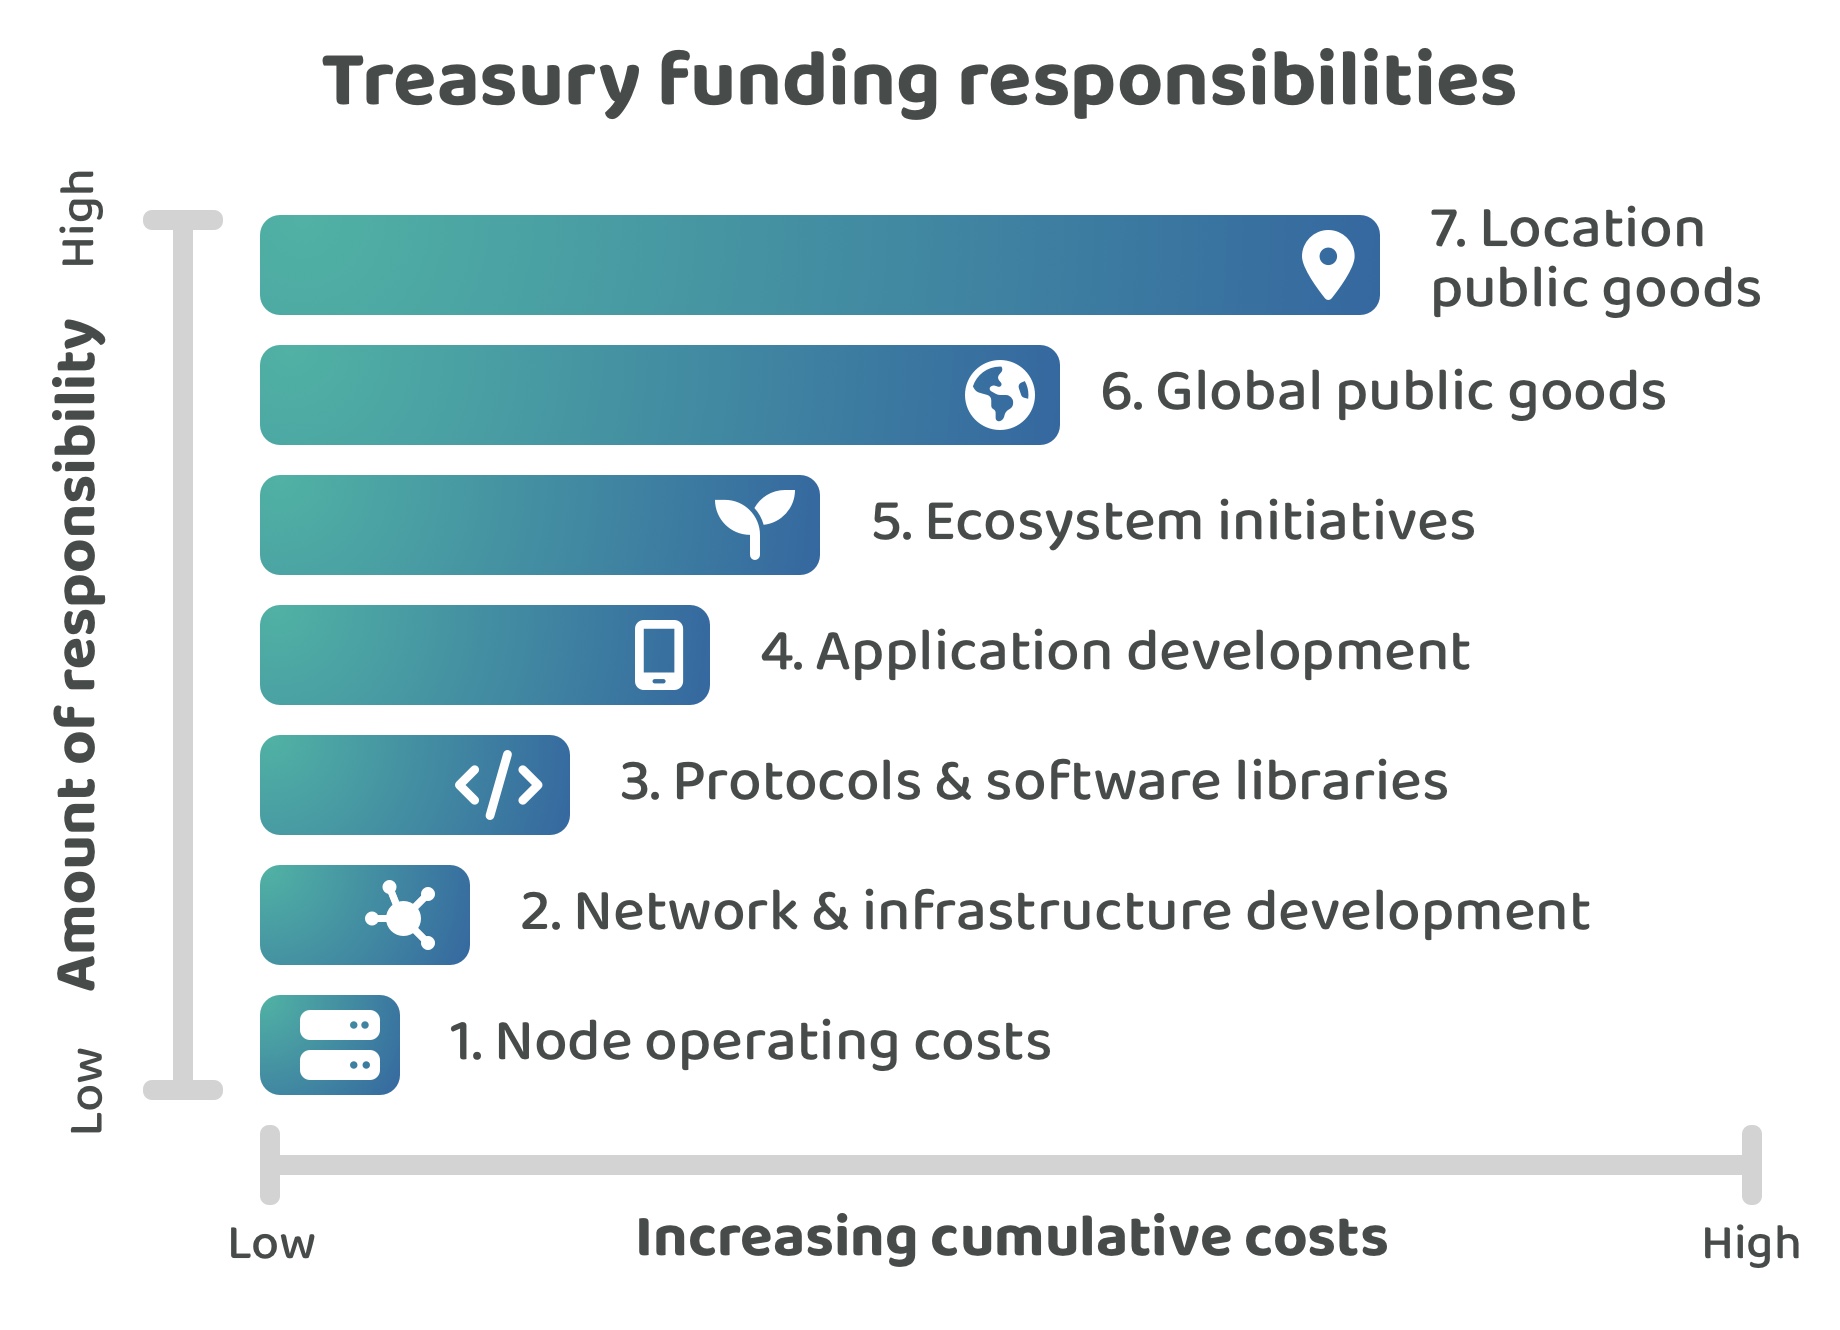 Treasury funding responsibilities
High
Amount of responsibility
Low
7. Location
public goods
6. Global public goods
5. Ecosystem initiatives
4. Application development
3. Protocols & software libraries
2. Network & infrastructure development
1. Node operating costs
Low
Increasing cumulative costs
High